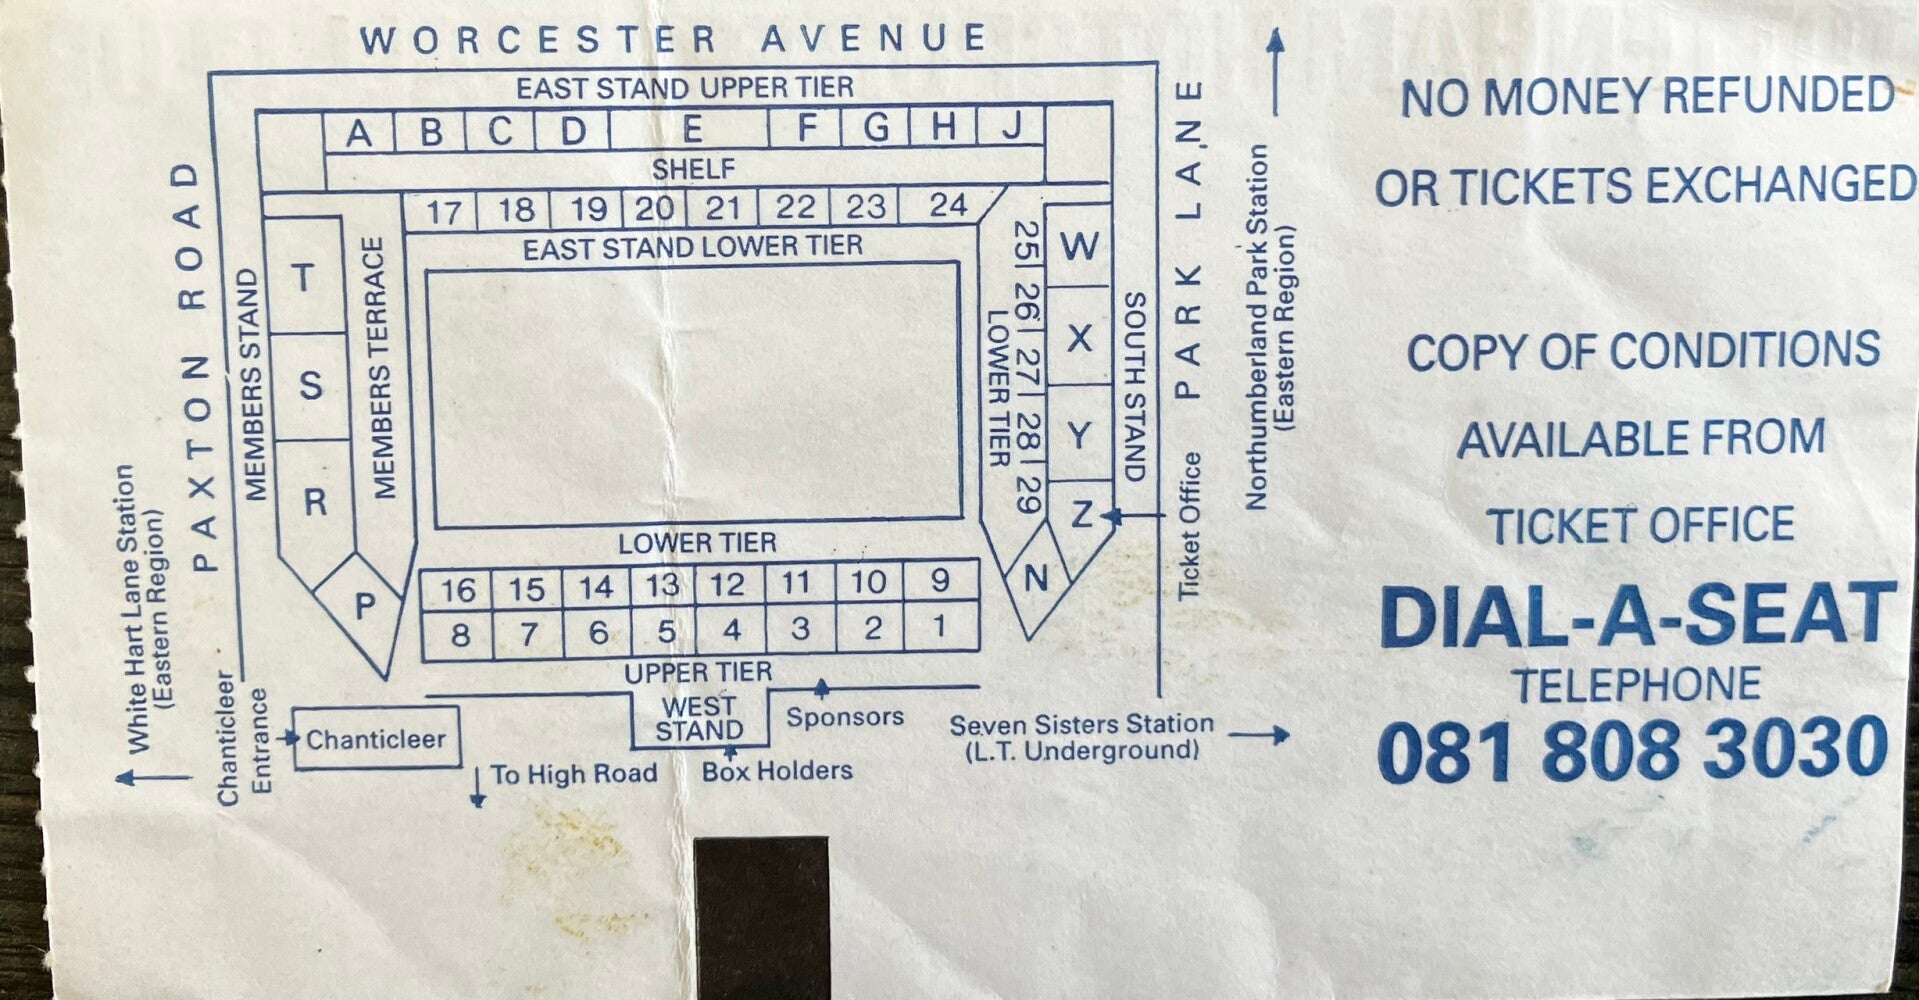 WORCESTER AVENUE
EAST STAND UPPER TIER
A B C D E F G H J
SHELF
17 18 19 20 21 22 23 24
EAST STAND LOWER TIER
PAXTON ROAD
MEMBERS STAND
T
S
R
P
MEMBERS TERRACE
25 26 27 28 29
LOWER TIER
W
X
Y
Z
N
SOUTH STAND
PARK LANE
Ticket Office
Northumberland Park Station
(Eastern Region)
White Hart Lane Station
(Eastern Region)
LOWER TIER
16 15 14 13 12 11 10 9
8 7 6 5 4 3 2 1
UPPER TIER
WEST
STAND
Sponsors
Box Holders
Chanticleer
Entrance
Chanticleer
To High Road
Seven Sisters Station
(L.T. Underground)
NO MONEY REFUNDED
OR TICKETS EXCHANGED
COPY OF CONDITIONS
AVAILABLE FROM
TICKET OFFICE
DIAL-A-SEAT
TELEPHONE
081 808 3030